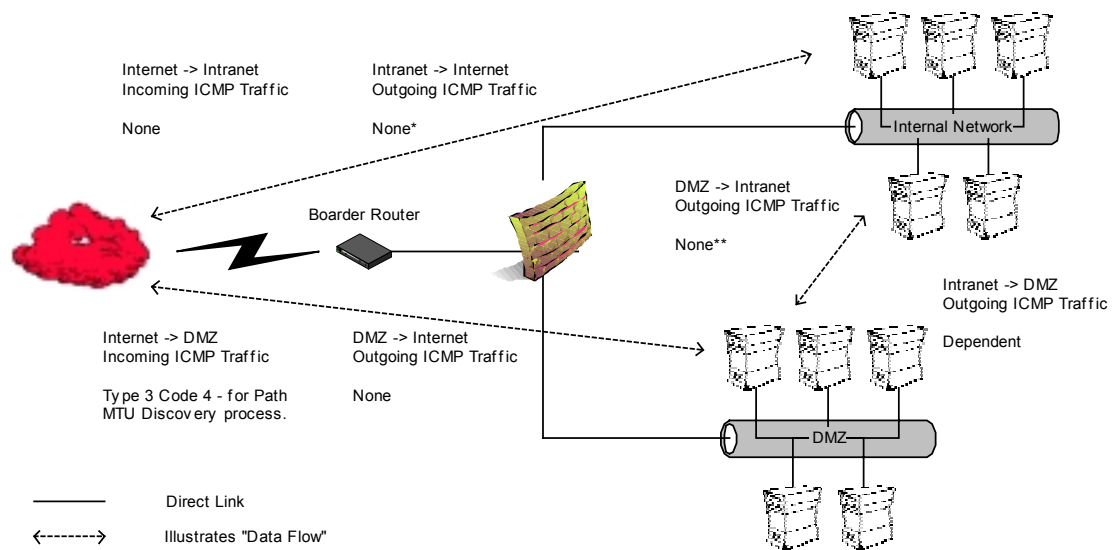 Internet -> Intranet
Incoming ICMP Traffic
None
Intranet -> Internet
Outgoing ICMP Traffic
None*
Internal Network
DMZ -> Intranet
Outgoing ICMP Traffic
None**
Boarder Router
Intranet -> DMZ
Outgoing ICMP Traffic
Dependent
Internet -> DMZ
Incoming ICMP Traffic
Type 3 Code 4 - for Path
MTU Discovery process.
DMZ -> Internet
Outgoing ICMP Traffic
None
DMZ
Direct Link
Illustrates "Data Flow"